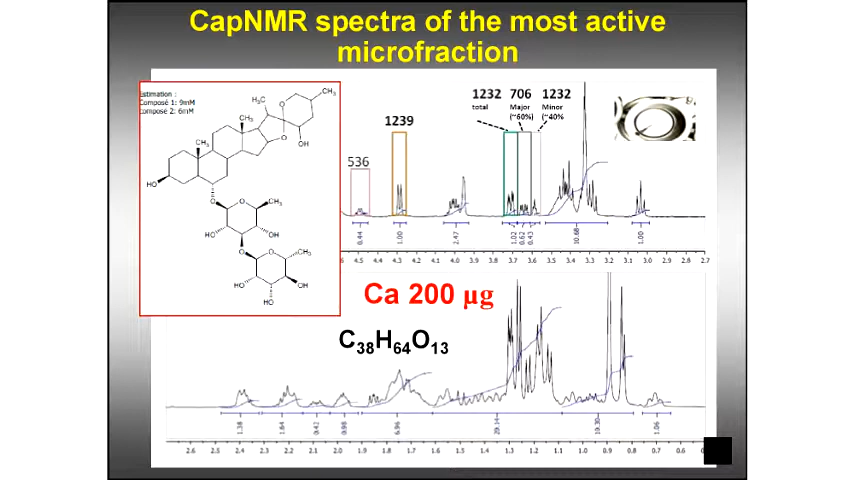 CapNMR spectra of the most active
microfraction
Estimation :
Composé 1: 9mM
compose 2: 6mM
CH₃
H₃C
O
CH₃
CH₃
O
OH
CH₃
HO
O
O
CH₃
HO
OH
O
O
CH₃
HO
OH
HO
536
1239
1232
total
706
Major
(~60%)
1232
Minor
(~40%
0.44
1.00
2.47
1.02
0.62
0.43
10.68
1.00
4.5 4.4 4.3 4.2 4.1 4.0 3.9 3.8 3.7 3.6 3.5 3.4 3.3 3.2 3.1 3.0 2.9 2.8 2.7
Ca 200 µg
C₃₈H₆₄O₁₃
1.38
1.64
0.42
0.98
6.96
29.14
19.30
1.06
2.6 2.5 2.4 2.3 2.2 2.1 2.0 1.9 1.8 1.7 1.6 1.5 1.4 1.3 1.2 1.1 1.0 0.9 0.8 0.7 0.6